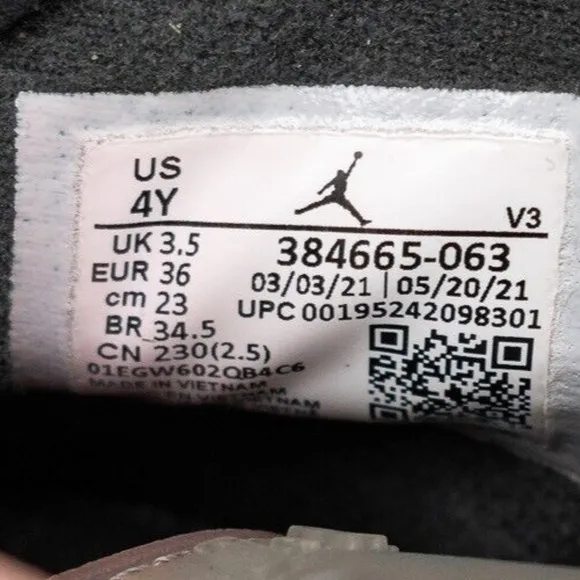 US
4Y
V3
UK 3.5
EUR 36
cm 23
BR 34.5
CN 230(2.5)
384665-063
03/03/21 | 05/20/21
UPC 00195242098301
01EGW602QB4C6
MADE IN VIETNAM